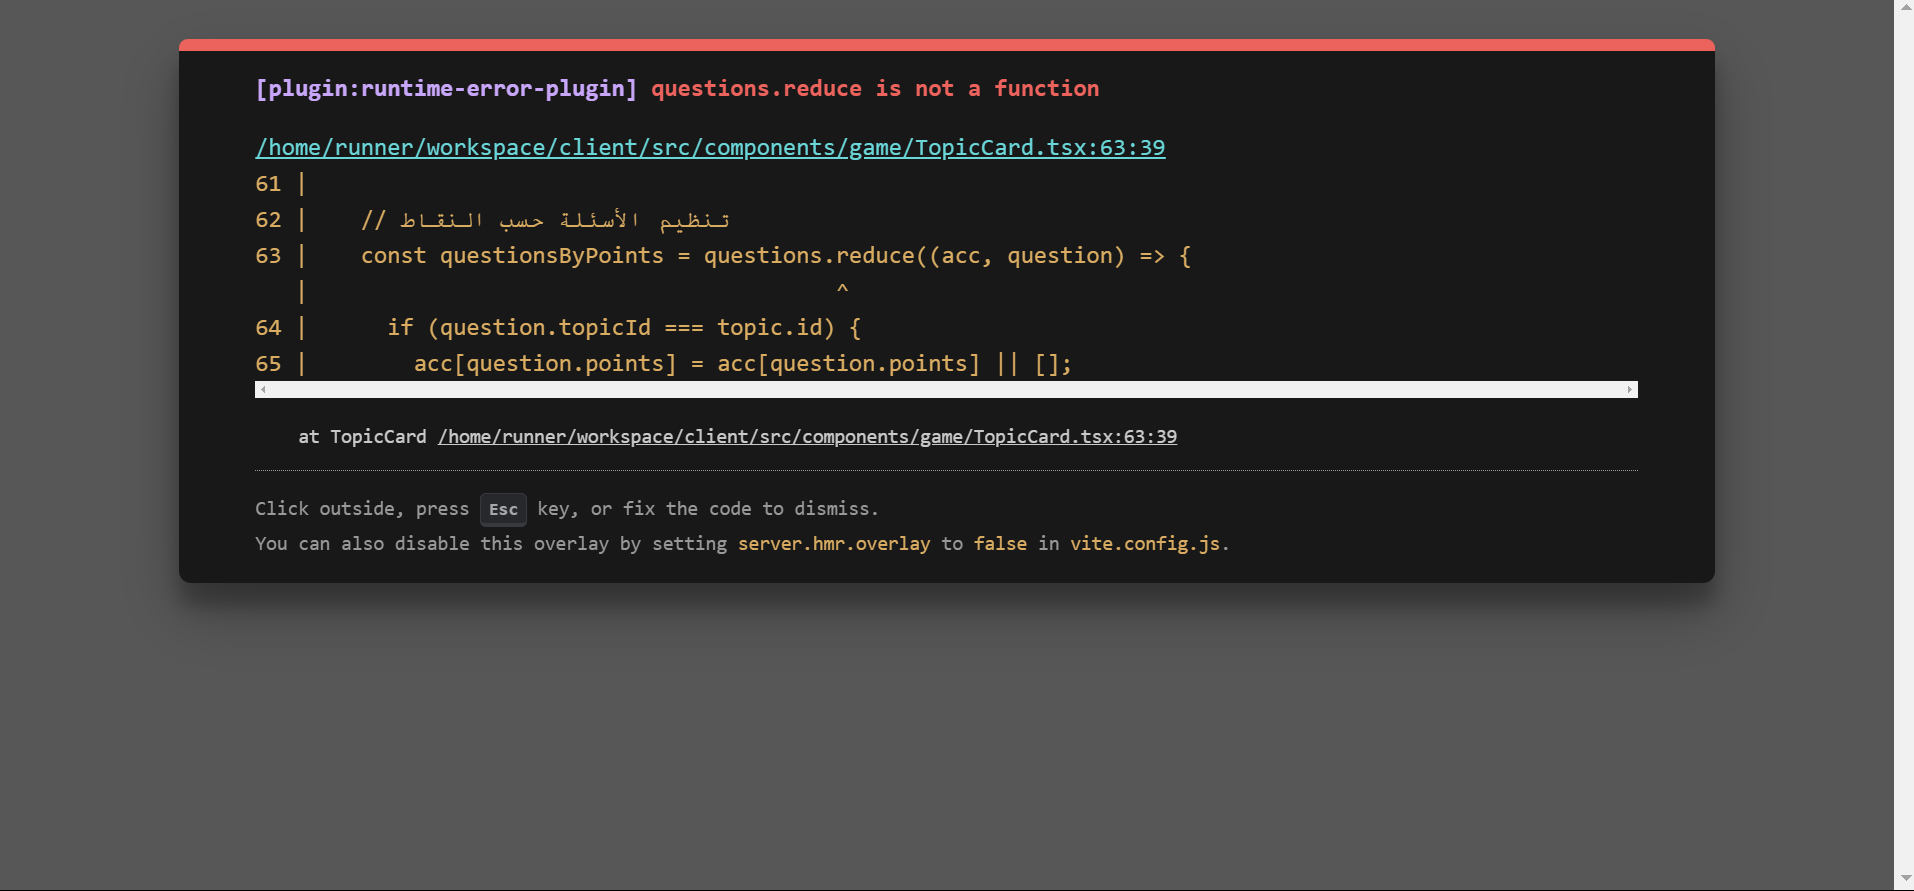 [plugin:runtime-error-plugin] questions.reduce is not a function
/home/runner/workspace/client/src/components/game/TopicCard.tsx:63:39
61 |
62 |    // تنظيم الأسئلة حسب النقاط
63 |    const questionsByPoints = questions.reduce((acc, question) => {
   |                                        ^
64 |      if (question.topicId === topic.id) {
65 |        acc[question.points] = acc[question.points] || [];
at TopicCard /home/runner/workspace/client/src/components/game/TopicCard.tsx:63:39
Click outside, press Esc key, or fix the code to dismiss.
You can also disable this overlay by setting server.hmr.overlay to false in vite.config.js.